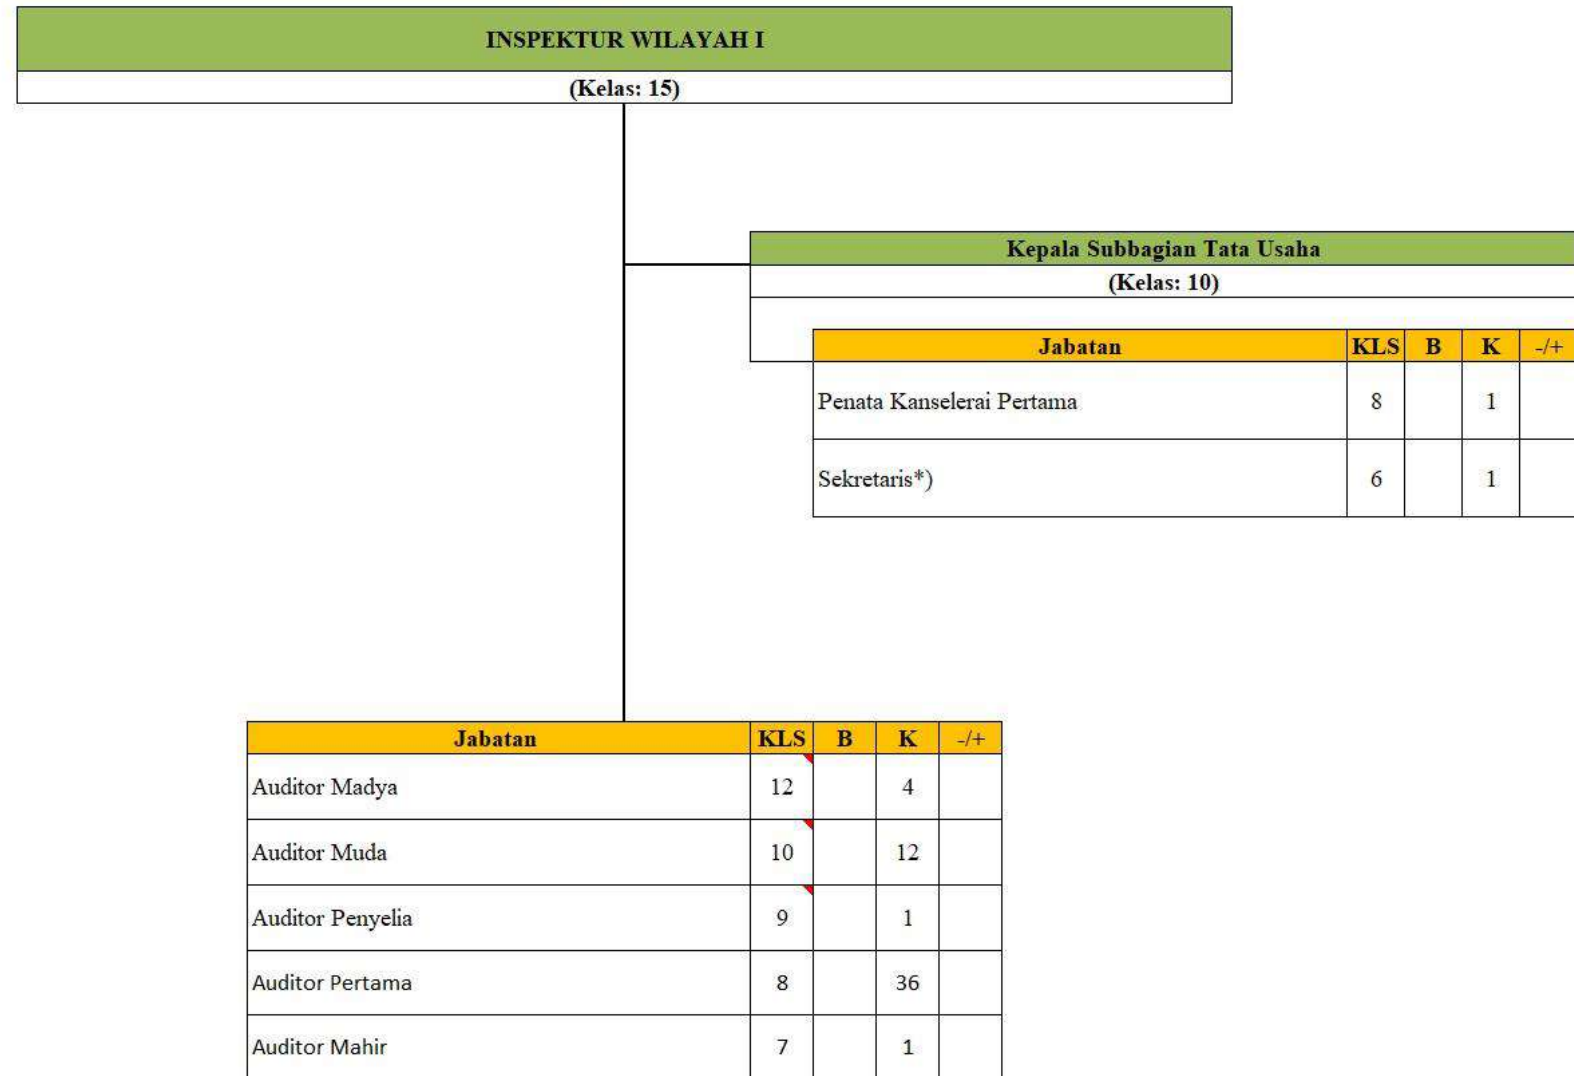 INSPEKTUR WILAYAH I
(Kelas: 15)
Kepala Subbagian Tata Usaha
(Kelas: 10)
Jabatan KLS B K -/+
Penata Kanselerai Pertama 8 1
Sekretaris*) 6 1
Jabatan KLS B K -/+
Auditor Madya 12 4
Auditor Muda 10 12
Auditor Penyelia 9 1
Auditor Pertama 8 36
Auditor Mahir 7 1